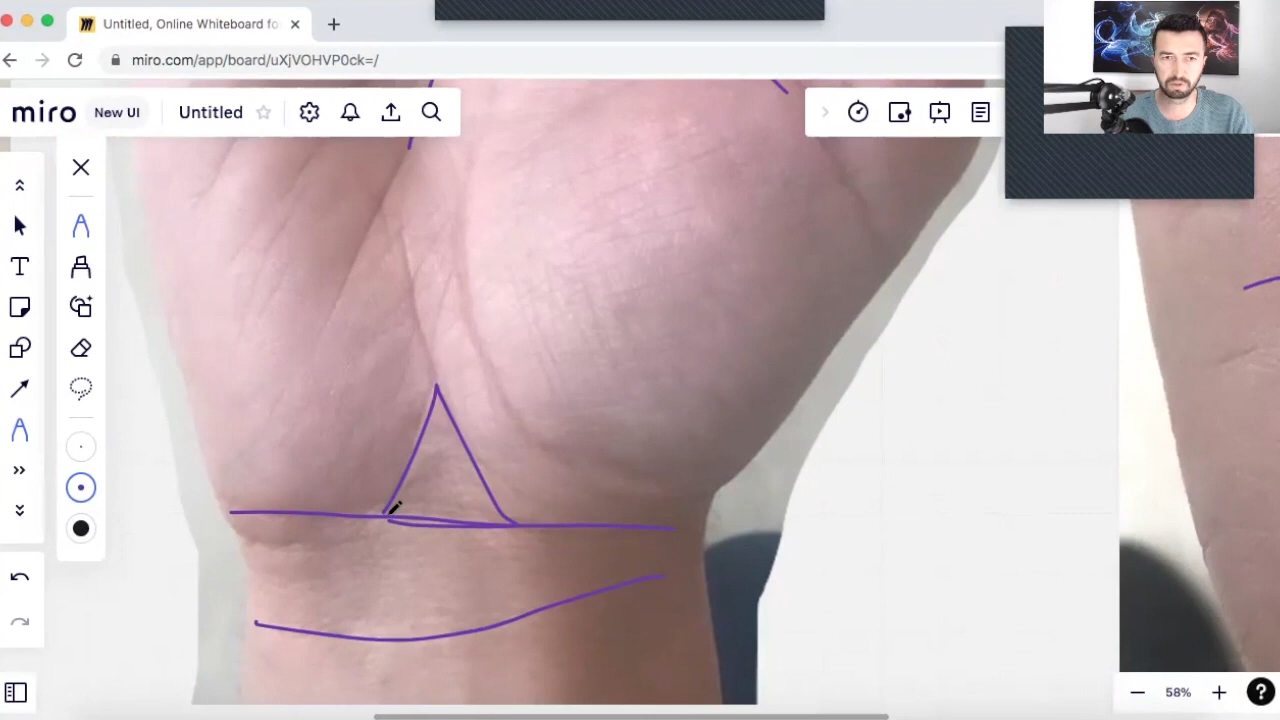 Untitled, Online Whiteboard fo
miro.com/app/board/uXjVOHVP0ck=/
miro New UI Untitled
58%